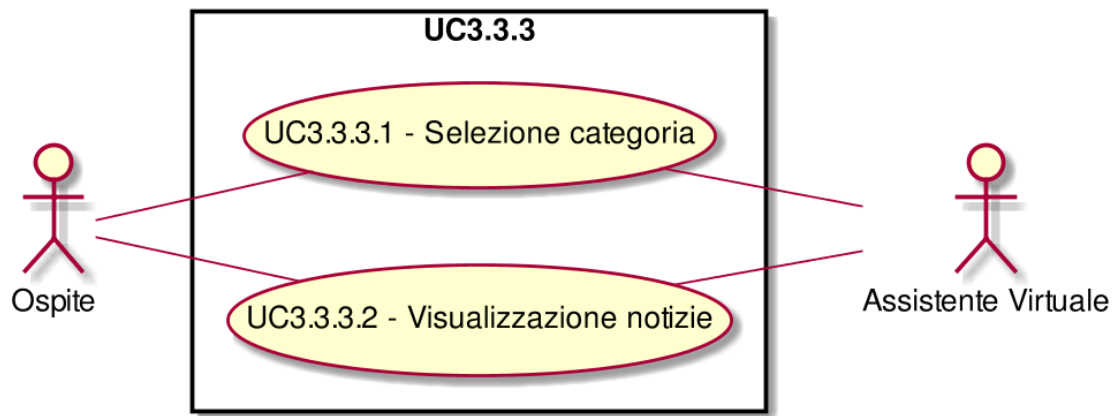 UC3.3.3
UC3.3.3.1 - Selezione categoria
Ospite
UC3.3.3.2 - Visualizzazione notizie
Assistente Virtuale